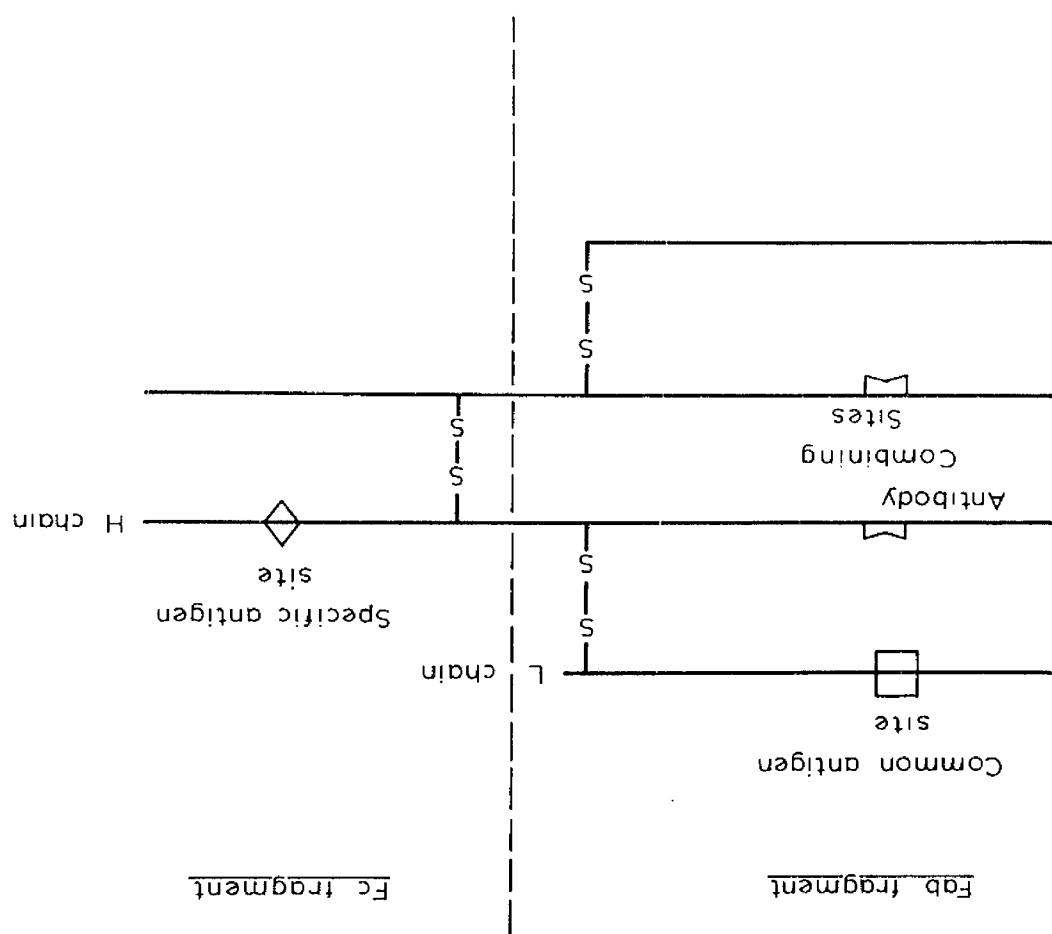 Fab fragment
Fc fragment
Common antigen
site
L chain
Specific antigen
site
H chain
S
S
Antibody
Combining
Sites
S
S
S
S